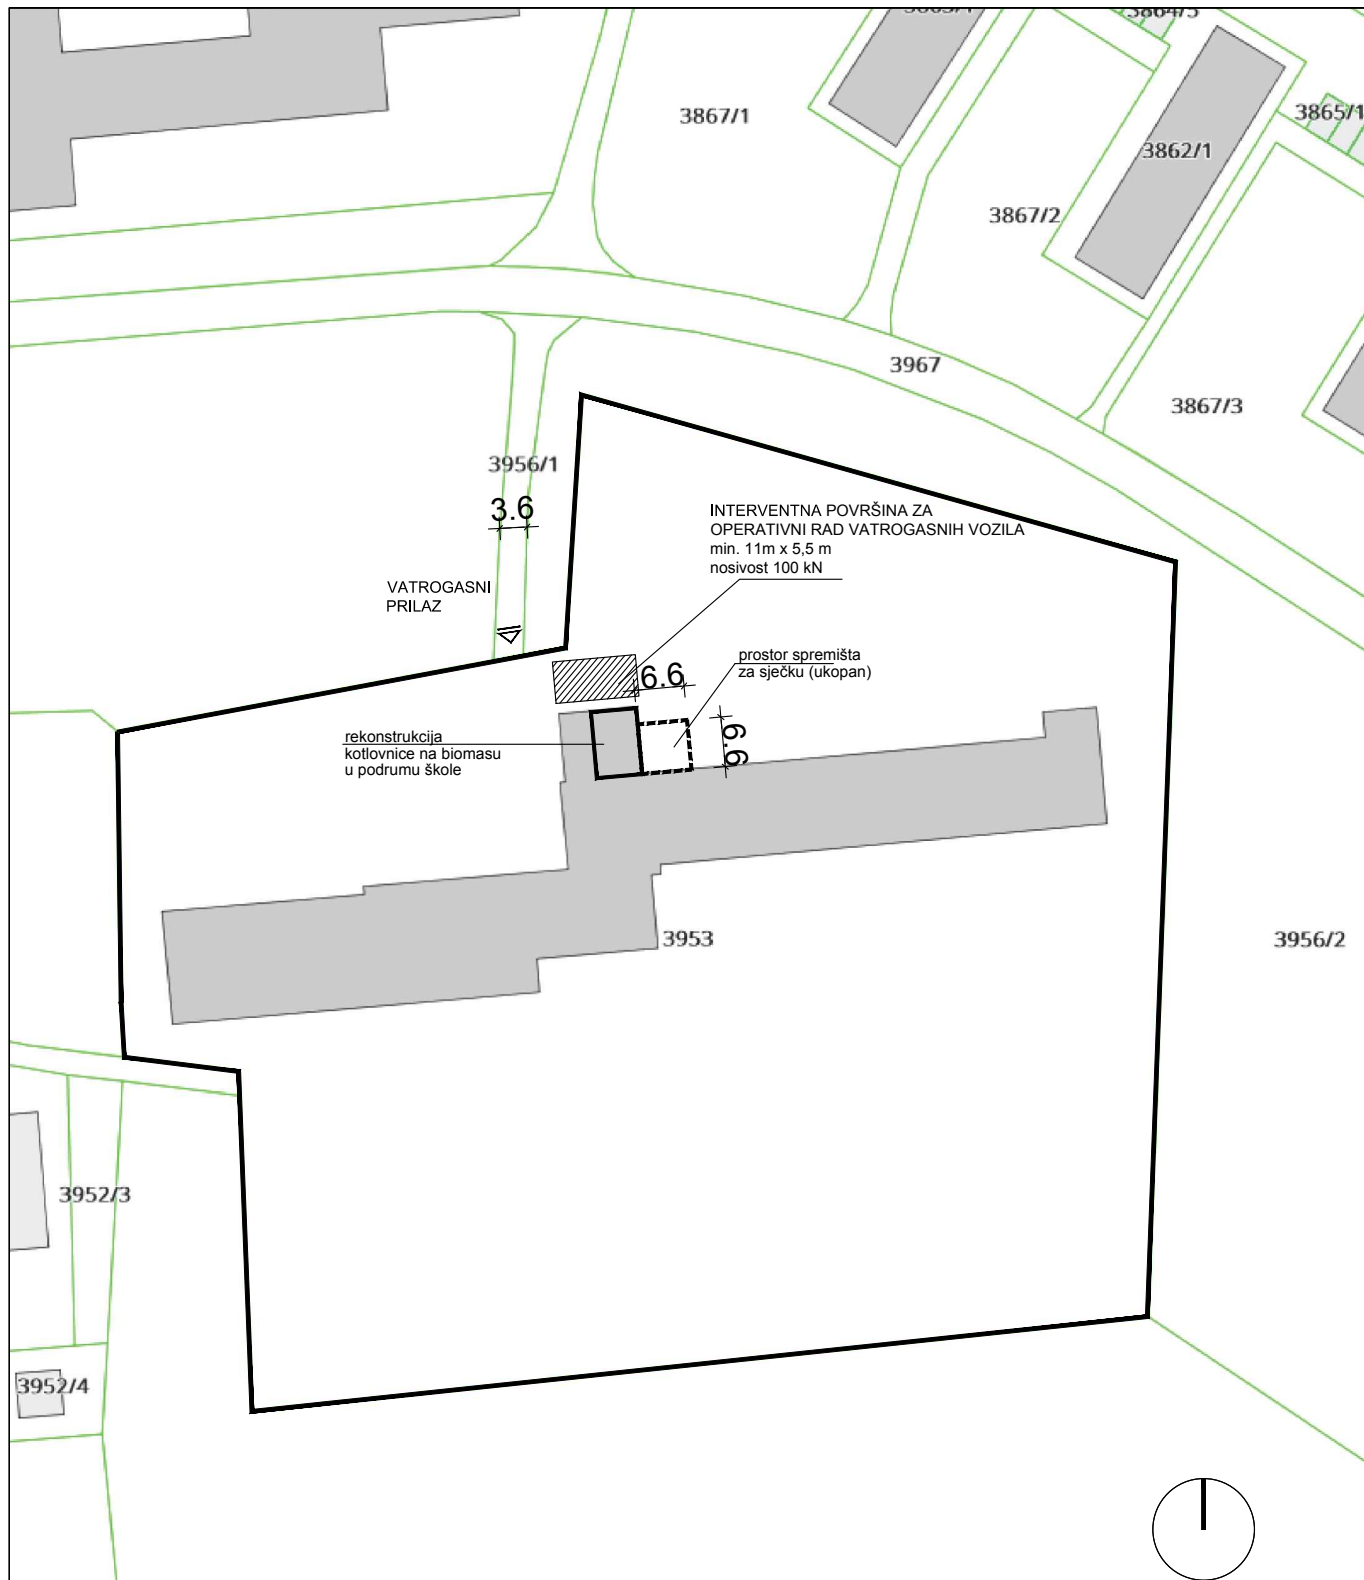 3864/5
3867/1
3865/1
3862/1
3867/2
3967
3867/3
3956/1
3.6
INTERVENTNA POVRŠINA ZA
OPERATIVNI RAD VATROGASNIH VOZILA
min. 11m x 5,5 m
nosivost 100 kN
VATROGASNI
PRILAZ
prostor spremišta
za sječku (ukopan)
6.6
6.6
rekonstrukcija
kotlovnice na biomasu
u podrumu škole
3953
3956/2
3952/3
3952/4